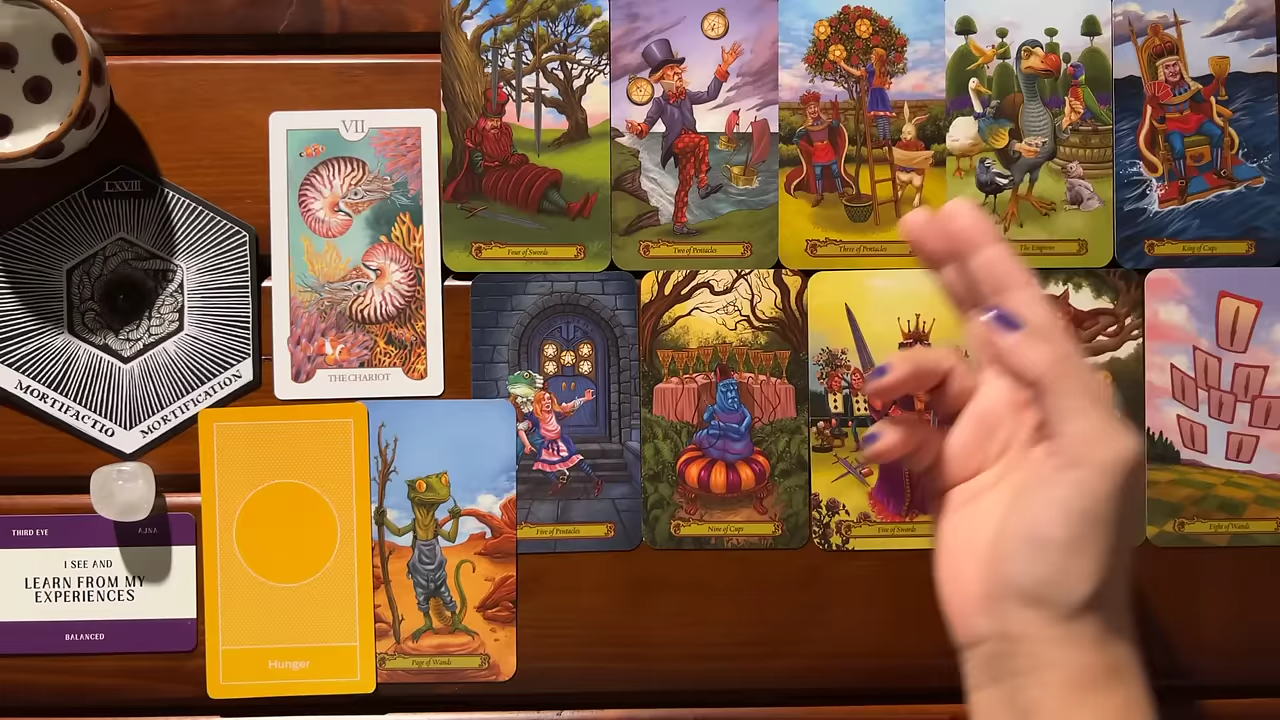 LXVIII
MORTIFACTIO
MORTIFICATION
VII
THE CHARIOT
Four of Swords
Two of Pentacles
Three of Pentacles
The Emperor
King of Cups
Five of Pentacles
Nine of Cups
Five of Swords
Eight of Wands
THIRD EYE
AJNA
I SEE AND
LEARN FROM MY
EXPERIENCES
BALANCED
Hunger
Page of Wands